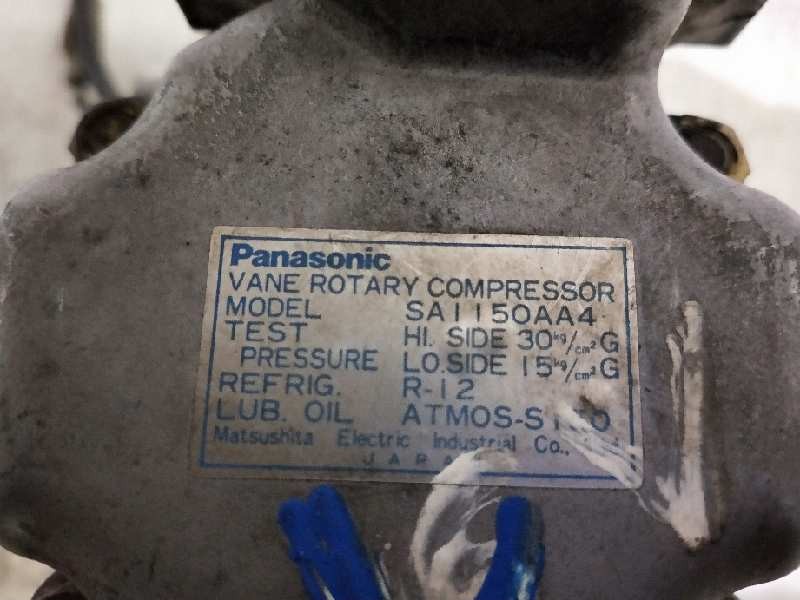 Panasonic
VANE ROTARY COMPRESSOR
MODEL SA1150AA4
TEST HI. SIDE 30kg/cm²G
PRESSURE LO. SIDE 15kg/cm²G
REFRIG. R-12
LUB. OIL
Matsushita Electric Industrial Co.,